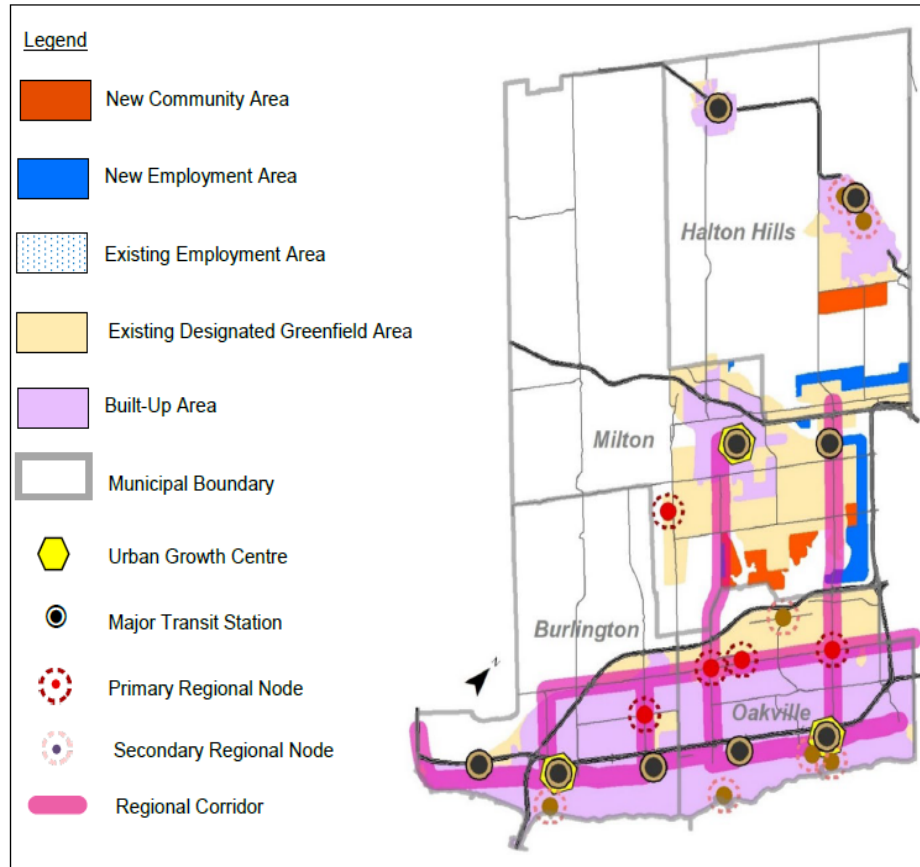 Legend
New Community Area
New Employment Area
Existing Employment Area
Existing Designated Greenfield Area
Built-Up Area
Municipal Boundary
Urban Growth Centre
Major Transit Station
Primary Regional Node
Secondary Regional Node
Regional Corridor
Halton Hills
Milton
Burlington
N
Oakville